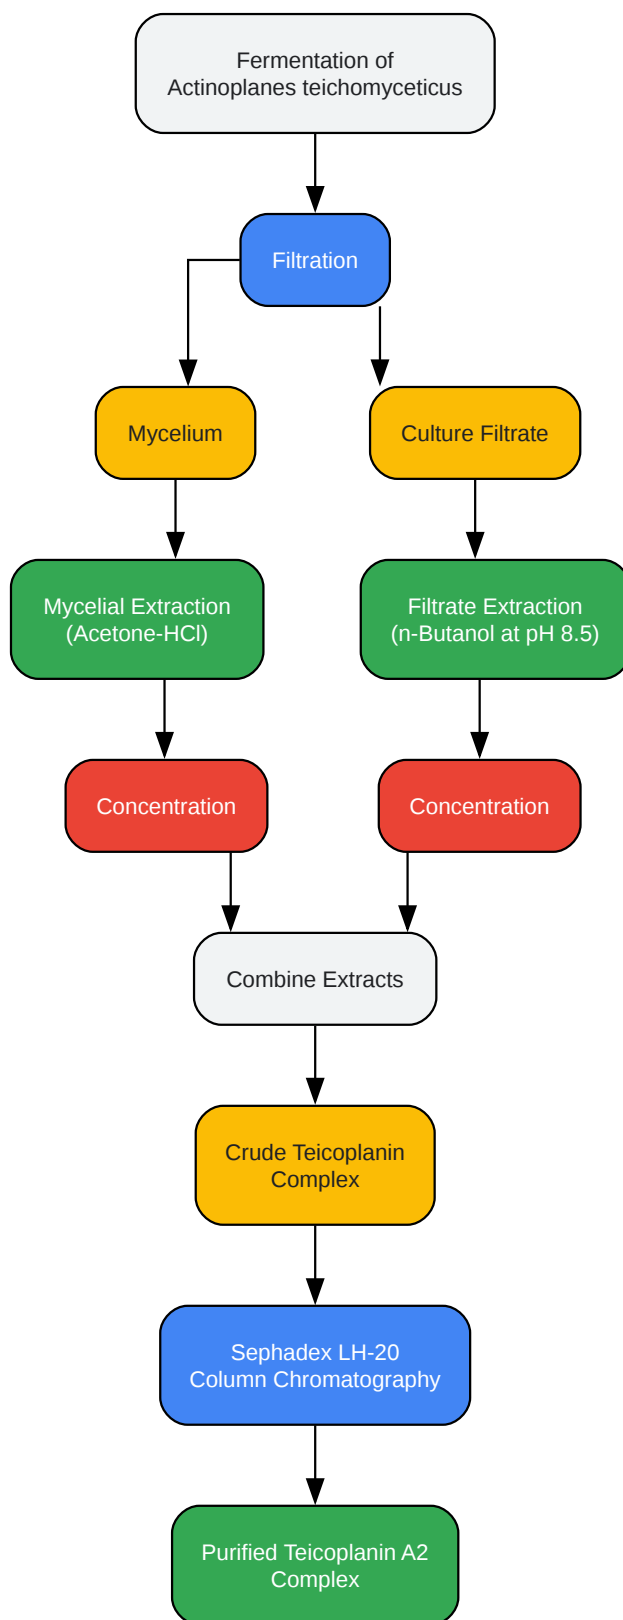 Fermentation of
Actinoplanes teichomyceticus
Filtration
Mycelium
Culture Filtrate
Mycelial Extraction
(Acetone-HCl)
Filtrate Extraction
(n-Butanol at pH 8.5)
Concentration
Concentration
Combine Extracts
Crude Teicoplanin
Complex
Sephadex LH-20
Column Chromatography
Purified Teicoplanin A2
Complex